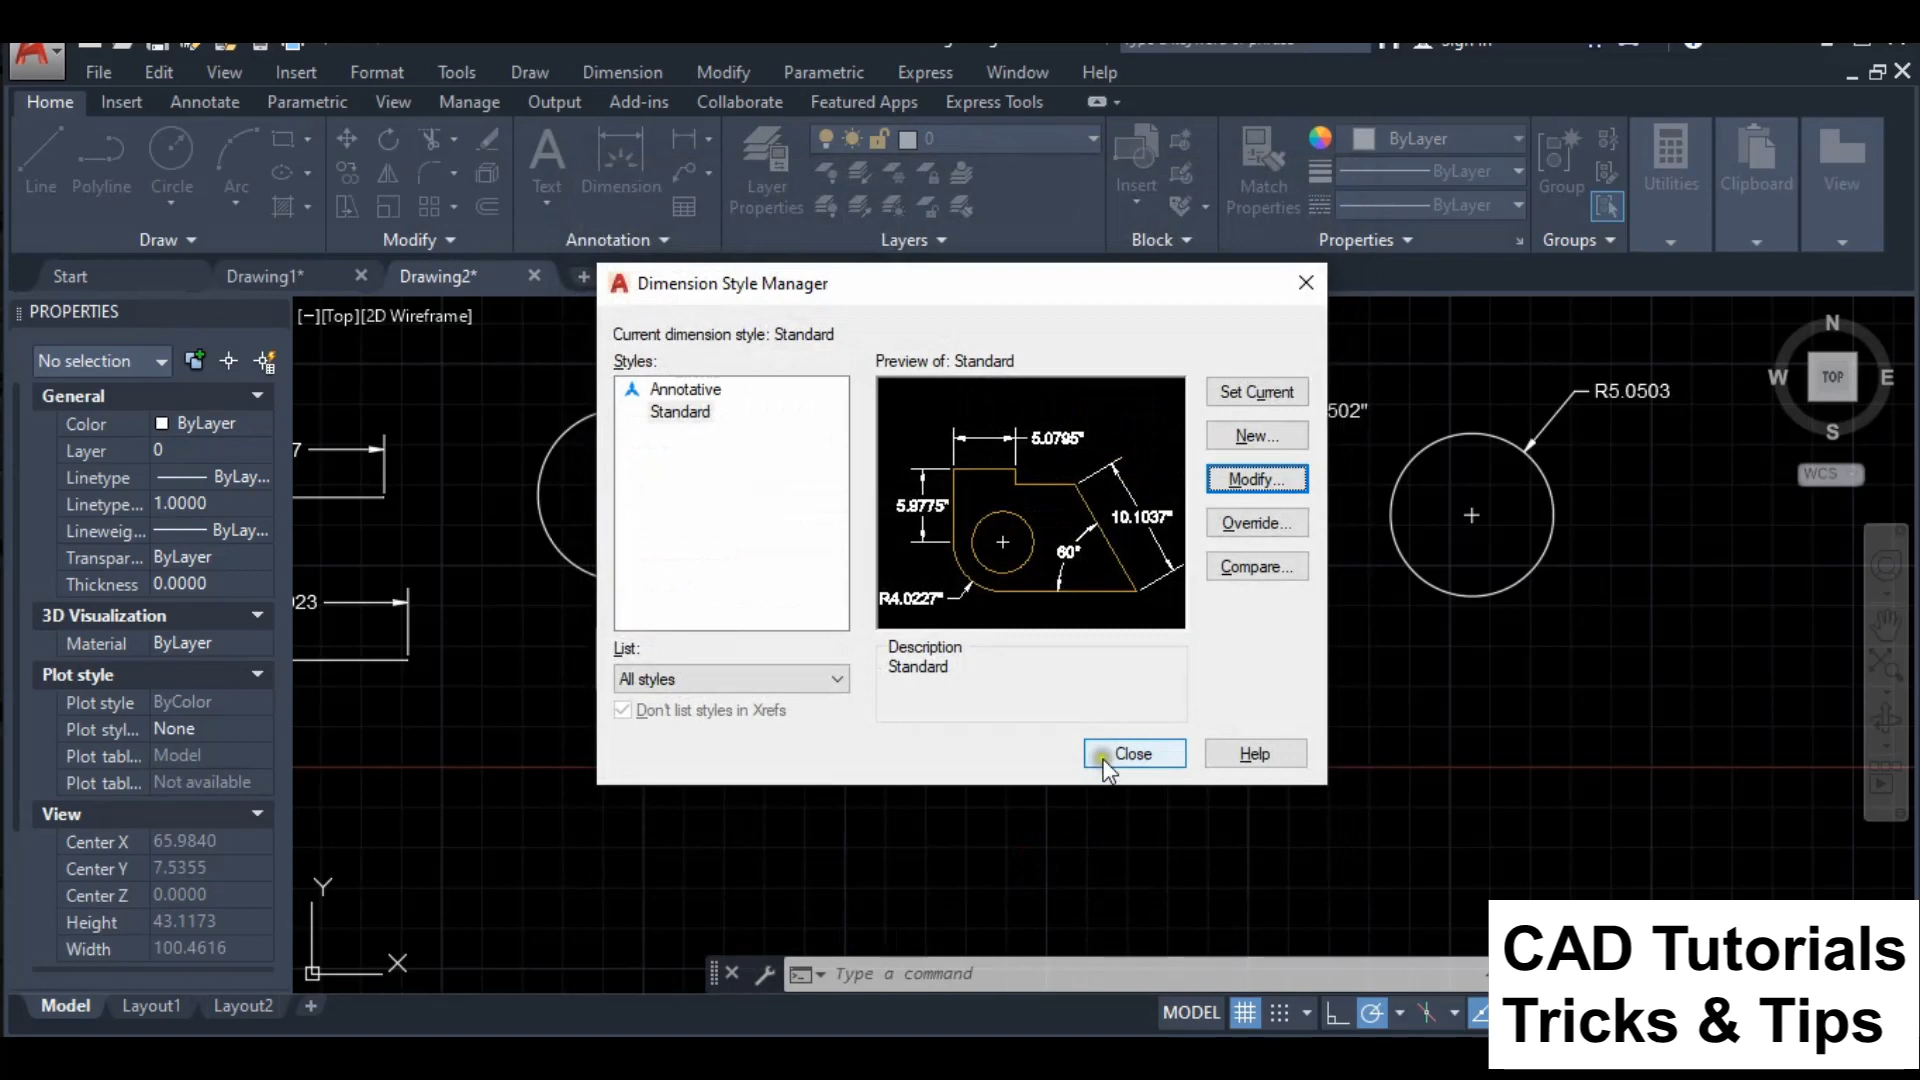 File Edit View Insert Format Tools Draw Dimension Modify Parametric Express Window Help
Home Insert Annotate Parametric View Manage Output Add-ins Collaborate Featured Apps Express Tools
Line Polyline Circle Arc
Text Dimension
Layer Properties
0
Insert
Match Properties
ByLayer
ByLayer
ByLayer
Group
Utilities
Clipboard
View
Draw Modify Annotation Layers Block Properties Groups
Start Drawing1* Drawing2*
PROPERTIES
[−][Top][2D Wireframe]
No selection
General
Color ByLayer
Layer 0
Linetype ByLay...
Linetype... 1.0000
Lineweig... ByLay...
Transpar... ByLayer
Thickness 0.0000
3D Visualization
Material ByLayer
Plot style
Plot style ByColor
Plot styl... None
Plot tabl... Model
Plot tabl... Not available
View
Center X 65.9840
Center Y 7.5355
Center Z 0.0000
Height 43.1173
Width 100.4616
7
023
Dimension Style Manager
Current dimension style: Standard
Styles:
Annotative
Standard
Preview of: Standard
5.0795"
5.9775"
10.1037"
60°
R4.0227"
Set Current
New...
Modify...
Override...
Compare...
List:
All styles
Don't list styles in Xrefs
Description
Standard
Close
Help
502"
R5.0503
N
W TOP E
S
WCS
Y
X
Type a command
Model Layout1 Layout2
MODEL
CAD Tutorials
Tricks & Tips